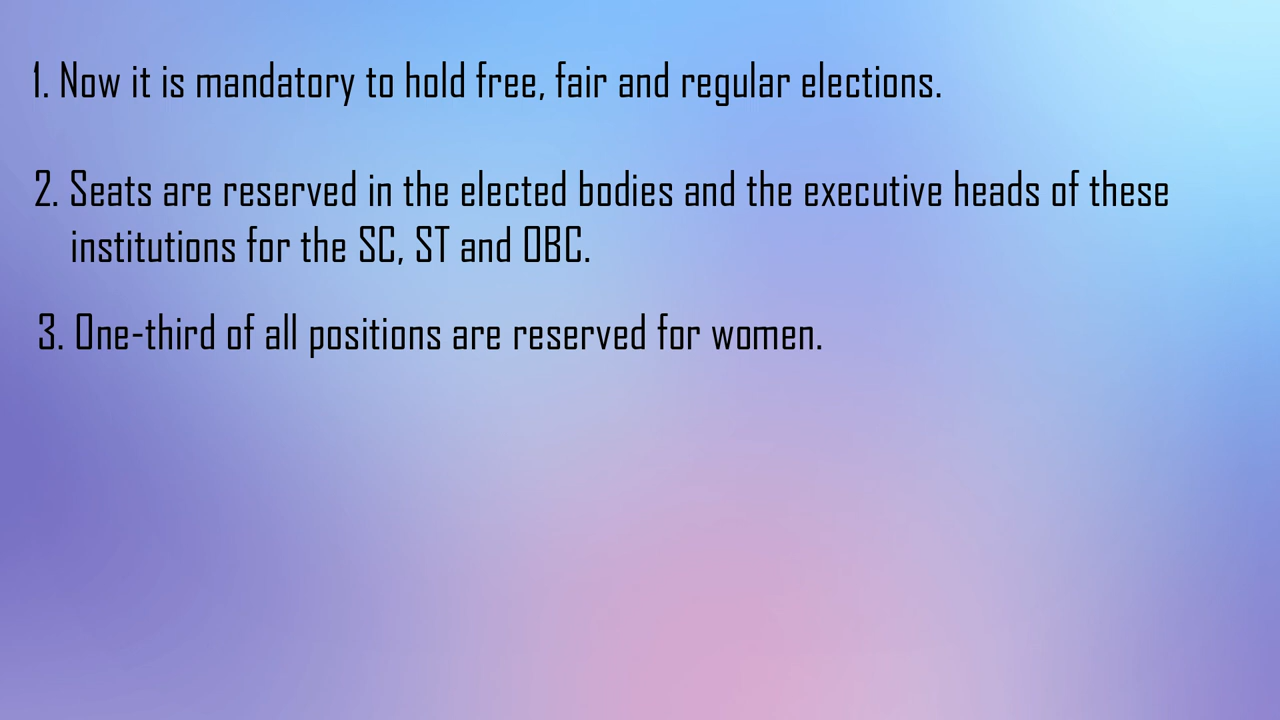 1. Now it is mandatory to hold free, fair and regular elections.
2. Seats are reserved in the elected bodies and the executive heads of these
institutions for the SC, ST and OBC.
3. One-third of all positions are reserved for women.